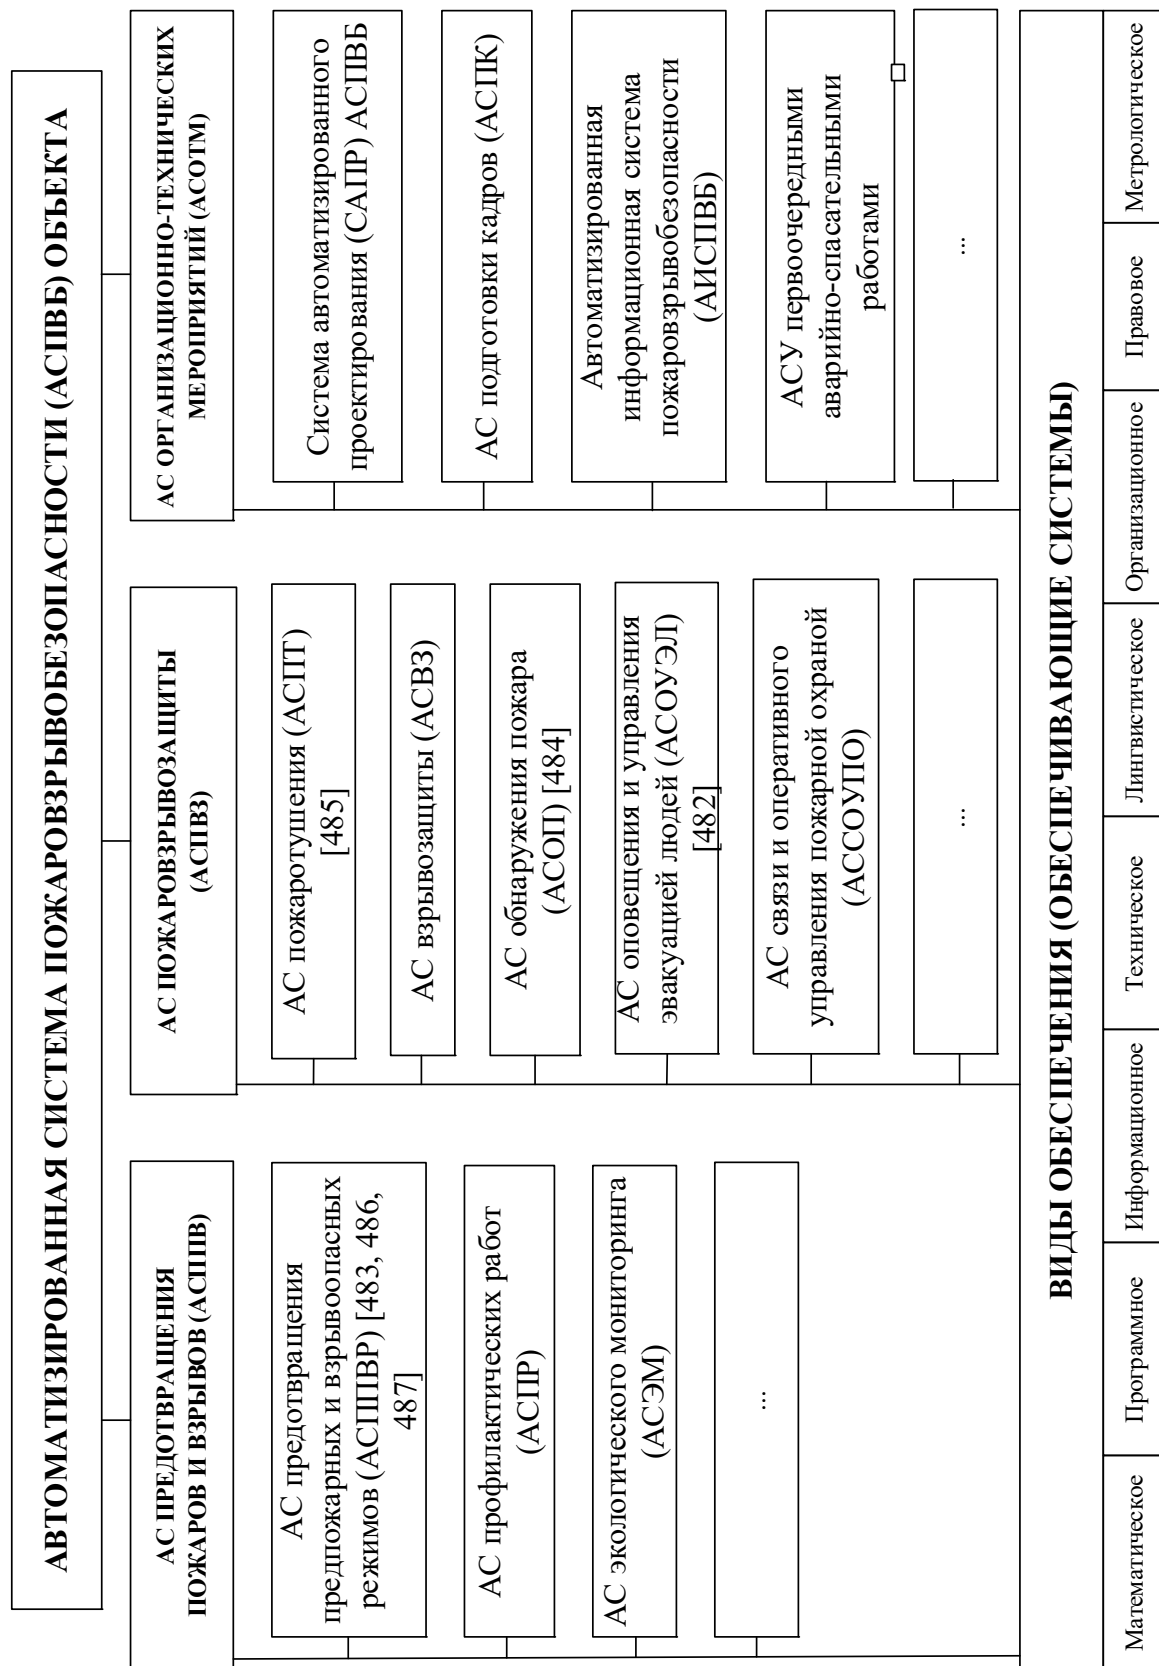 АВТОМАТИЗИРОВАННАЯ СИСТЕМА ПОЖАРОВЗРЫВОБЕЗОПАСНОСТИ (АСПВБ) ОБЪЕКТА
АС ПРЕДОТВРАЩЕНИЯ
ПОЖАРОВ И ВЗРЫВОВ (АСППВ)
АС предотвращения
предпожарных и взрывоопасных
режимов (АСППВР) [483, 486,
487]
АС профилактических работ
(АСПР)
АС экологического мониторинга
(АСЭМ)
...
АС ПОЖАРОВЗРЫВОЗАЩИТЫ
(АСПВЗ)
АС пожаротушения (АСПТ)
[485]
АС взрывозащиты (АСВЗ)
АС обнаружения пожара
(АСОП) [484]
АС оповещения и управления
эвакуацией людей (АСОУЭЛ)
[482]
АС связи и оперативного
управления пожарной охраной
(АССОУПО)
...
АС ОРГАНИЗАЦИОННО-ТЕХНИЧЕСКИХ
МЕРОПРИЯТИЙ (АСОТМ)
Система автоматизированного
проектирования (САПР) АСПВБ
АС подготовки кадров (АСПК)
Автоматизированная
информационная система
пожаровзрывобезопасности
(АИСПВБ)
АСУ первоочередными
аварийно-спасательными
работами
...
ВИДЫ ОБЕСПЕЧЕНИЯ (ОБЕСПЕЧИВАЮЩИЕ СИСТЕМЫ)
Математическое
Программное
Информационное
Техническое
Лингвистическое
Организационное
Правовое
Метрологическое